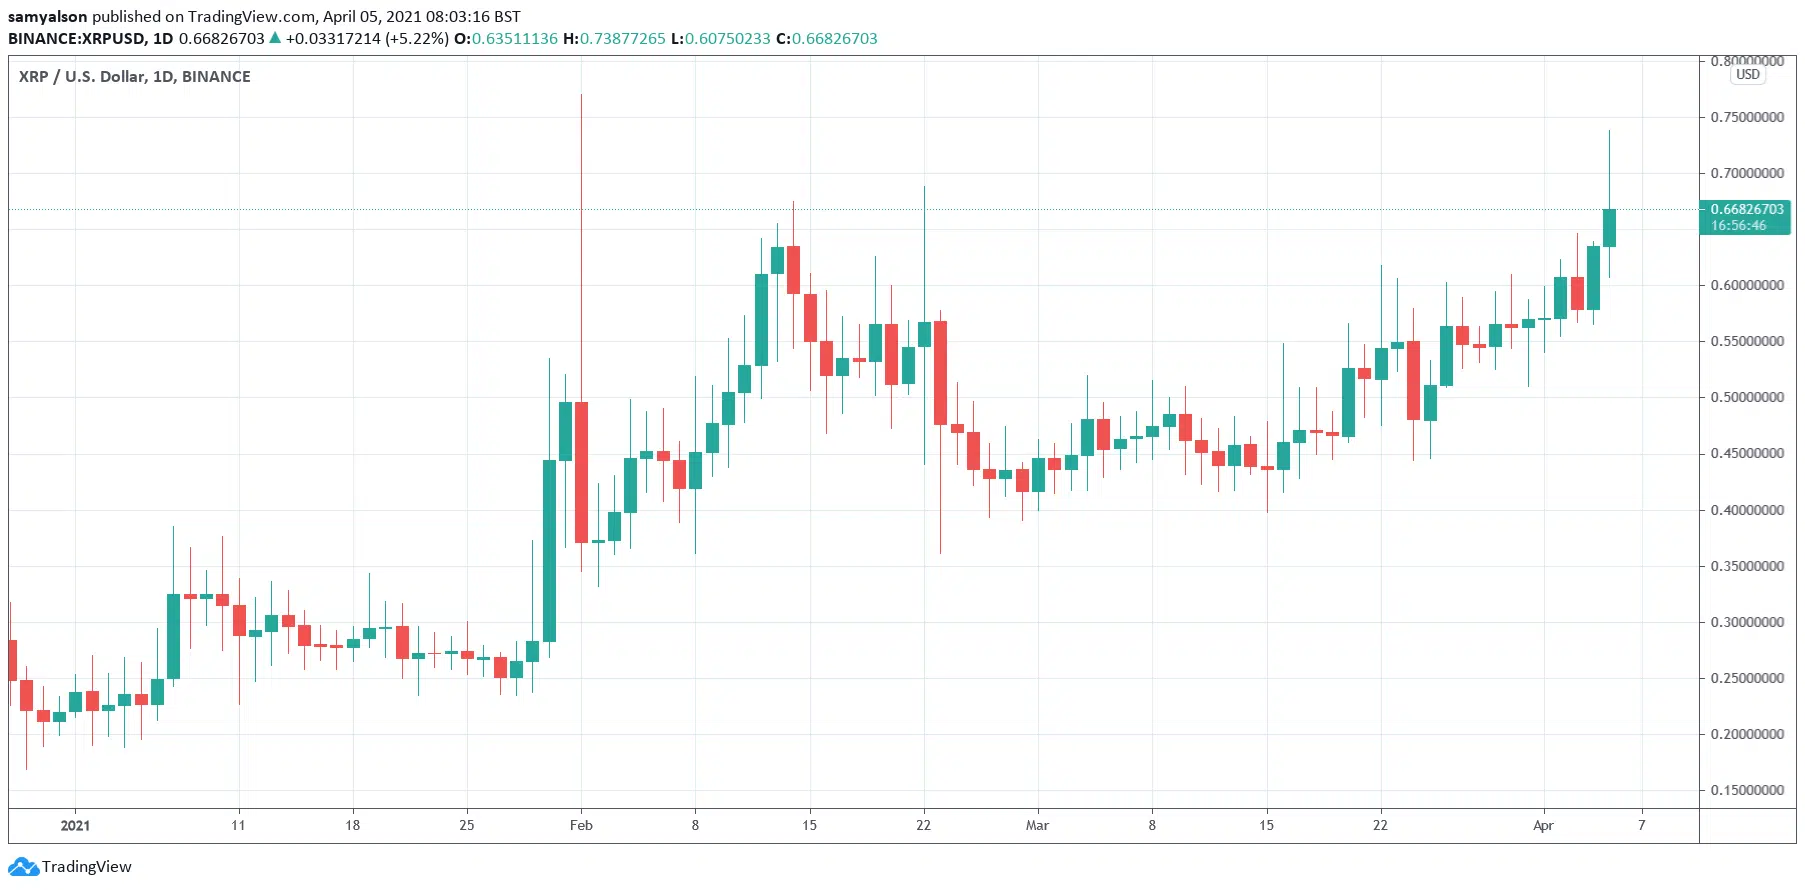 samyalson published on TradingView.com, April 05, 2021 08:03:16 BST
BINANCE:XRPUSD, 1D 0.66826703 ▲ +0.03317214 (+5.22%) O:0.63511136 H:0.73877265 L:0.60750233 C:0.66826703
XRP / U.S. Dollar, 1D, BINANCE
0.80000000
USD
0.75000000
0.70000000
0.66826703
16:56:46
0.60000000
0.55000000
0.50000000
0.45000000
0.40000000
0.35000000
0.30000000
0.25000000
0.20000000
0.15000000
2021 11 18 25 Feb 8 15 22 Mar 8 15 22 Apr 7
TradingView